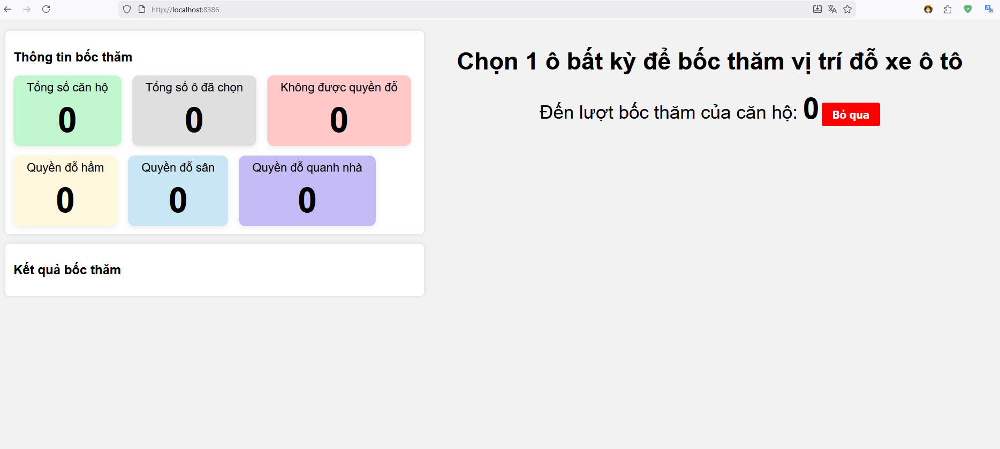 http://localhost:8386
Thông tin bốc thăm
Tổng số căn hộ
0
Tổng số ô đã chọn
0
Không được quyền đỗ
0
Quyền đỗ hầm
0
Quyền đỗ sân
0
Quyền đỗ quanh nhà
0
Kết quả bốc thăm
Chọn 1 ô bất kỳ để bốc thăm vị trí đỗ xe ô tô
Đến lượt bốc thăm của căn hộ: 0 Bỏ qua